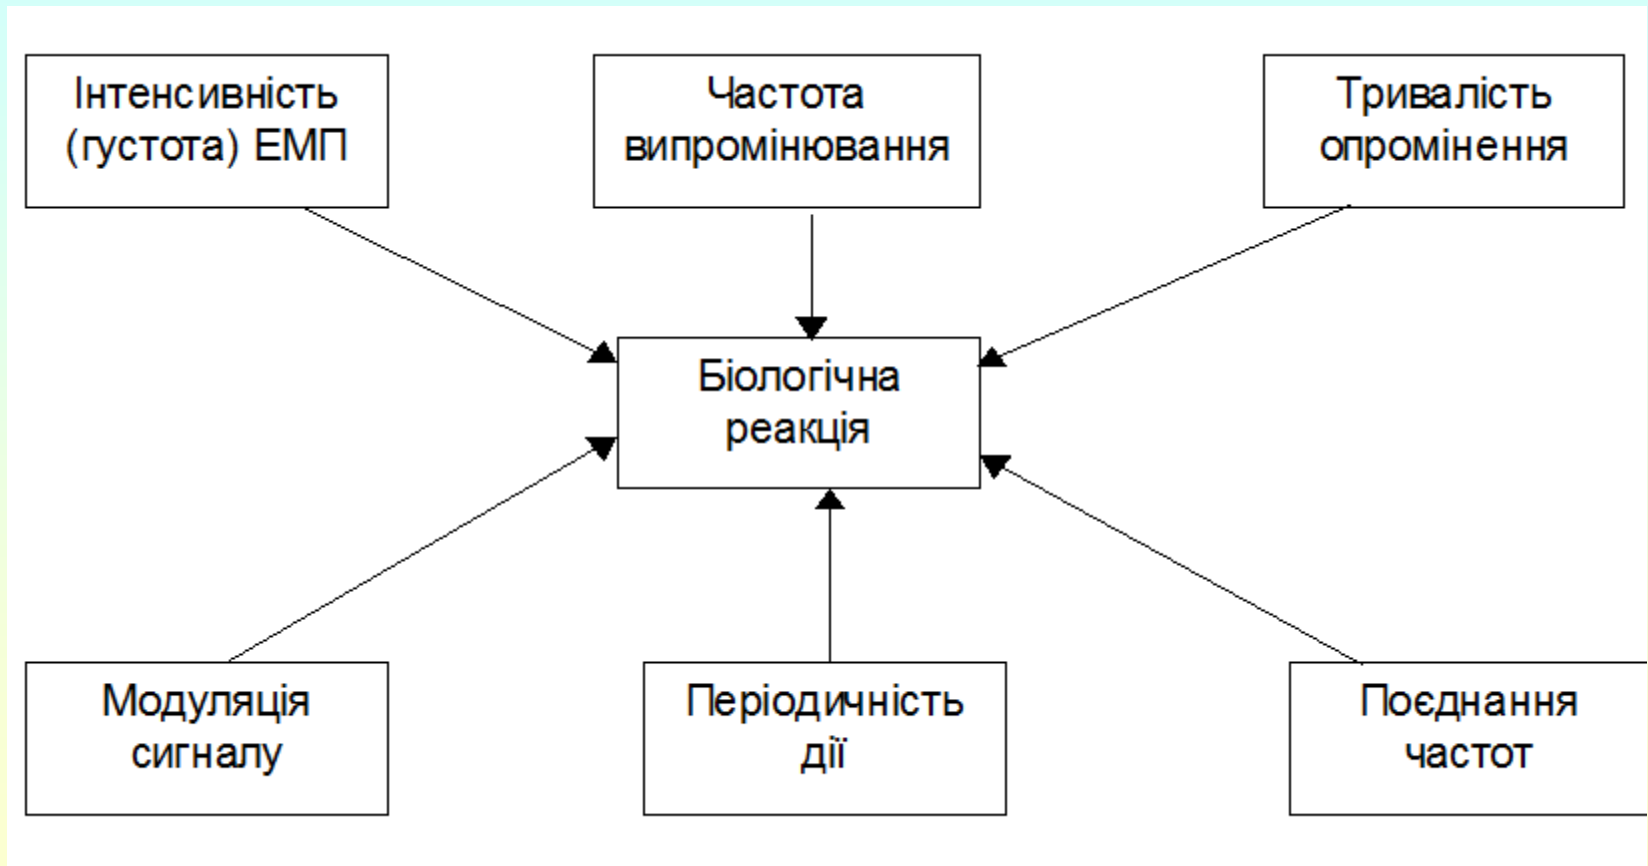 Інтенсивність
(густота) ЕМП
Частота
випромінювання
Тривалість
опромінення
Біологічна
реакція
Модуляція
сигналу
Періодичність
дії
Поєднання
частот